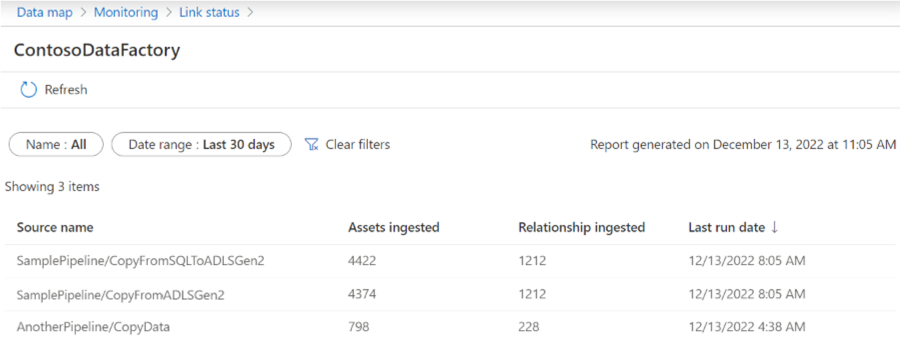 Data map > Monitoring > Link status >
ContosoDataFactory
Refresh
Name : All Date range : Last 30 days Clear filters Report generated on December 13, 2022 at 11:05 AM
Showing 3 items
Source name Assets ingested Relationship ingested Last run date ↓
SamplePipeline/CopyFromSQLToADLSGen2 4422 1212 12/13/2022 8:05 AM
SamplePipeline/CopyFromADLSGen2 4374 1212 12/13/2022 8:05 AM
AnotherPipeline/CopyData 798 228 12/13/2022 4:38 AM